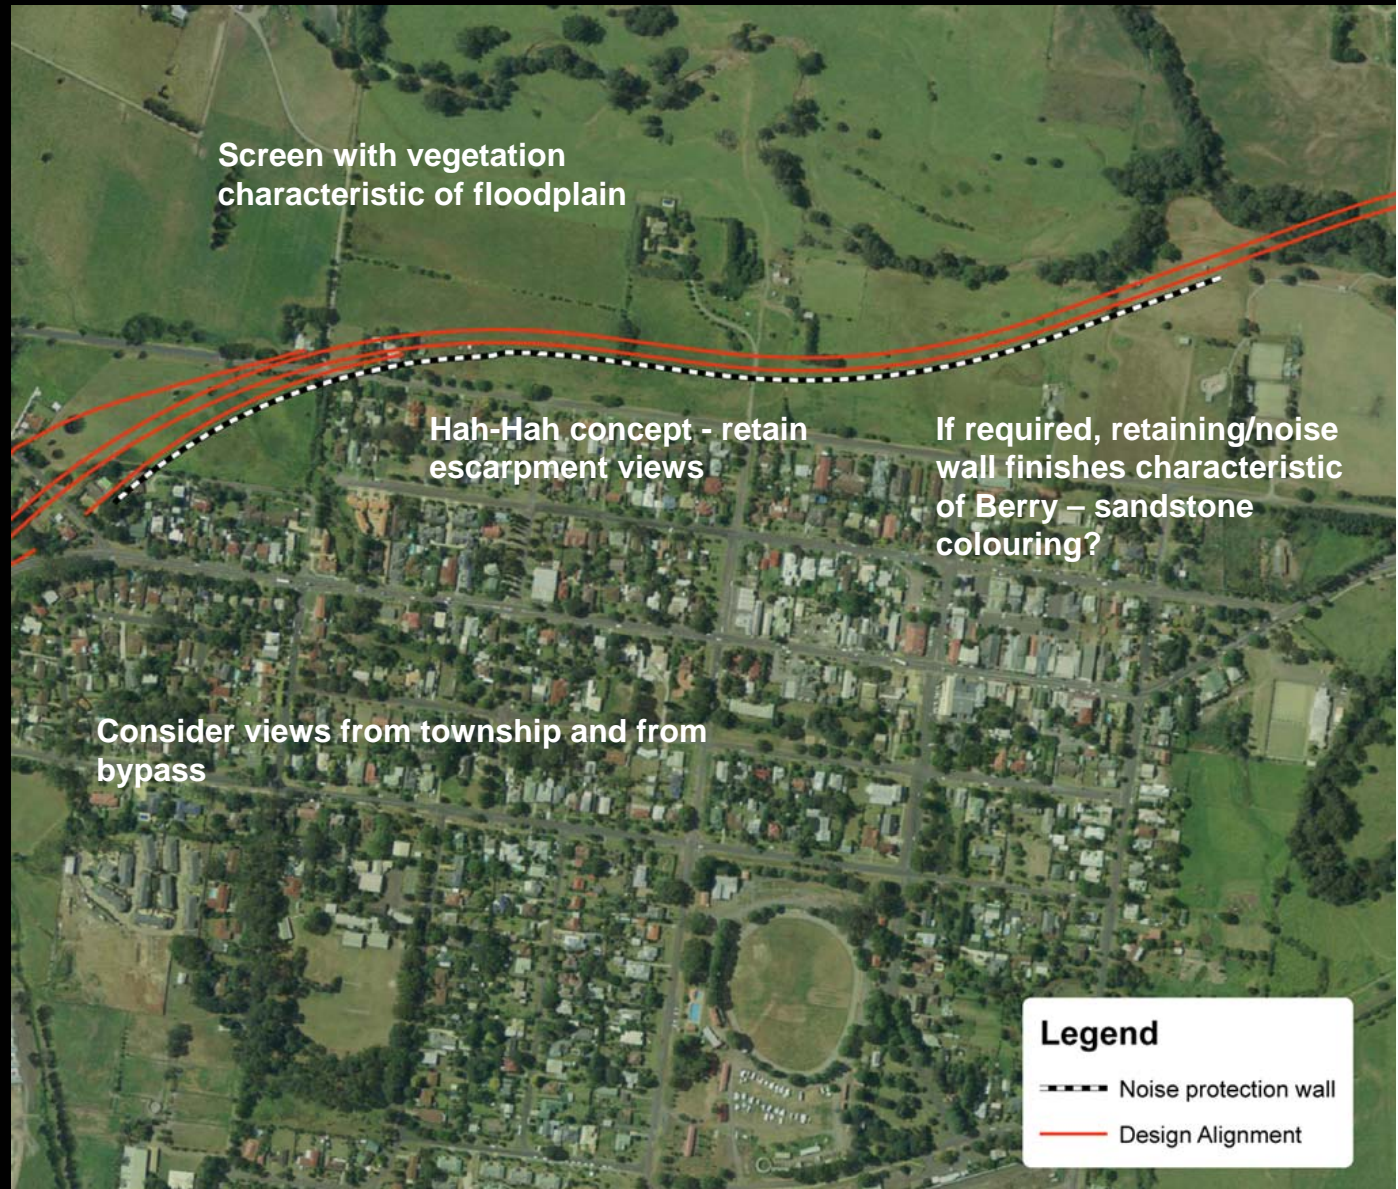 Screen with vegetation
characteristic of floodplain
Hah-Hah concept - retain
escarpment views
If required, retaining/noise
wall finishes characteristic
of Berry – sandstone
colouring?
Consider views from township and from
bypass
Legend
Noise protection wall
Design Alignment